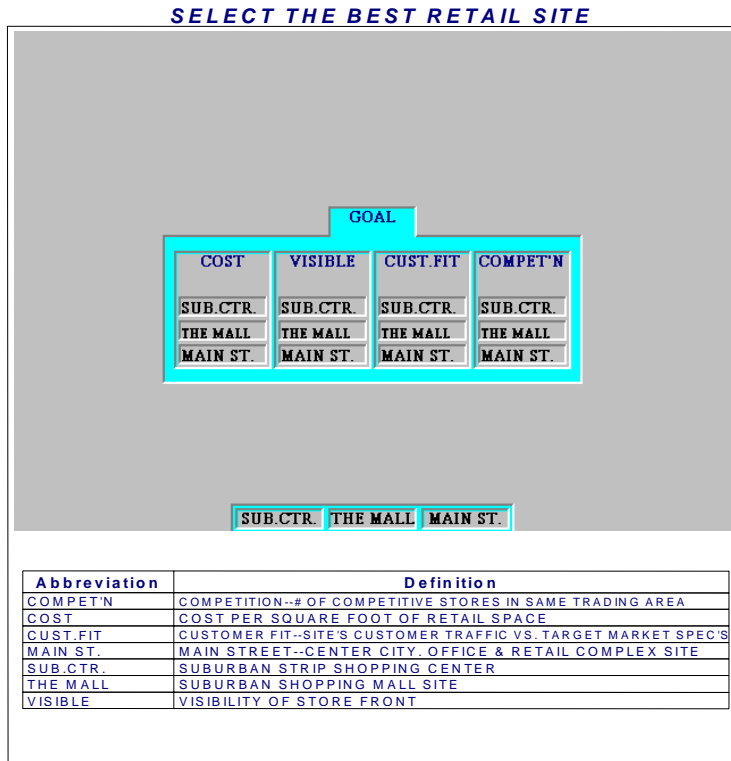 SELECT THE BEST RETAIL SITE
GOAL
COST VISIBLE CUST.FIT COMPET'N
SUB.CTR. SUB.CTR. SUB.CTR. SUB.CTR.
THE MALL THE MALL THE MALL THE MALL
MAIN ST. MAIN ST. MAIN ST. MAIN ST.
SUB.CTR. THE MALL MAIN ST.
Abbreviation Definition
COMPET'N COMPETITION--# OF COMPETITIVE STORES IN SAME TRADING AREA
COST COST PER SQUARE FOOT OF RETAIL SPACE
CUST.FIT CUSTOMER FIT--SITE'S CUSTOMER TRAFFIC VS. TARGET MARKET SPEC'S
MAIN ST. MAIN STREET--CENTER CITY. OFFICE & RETAIL COMPLEX SITE
SUB.CTR. SUBURBAN STRIP SHOPPING CENTER
THE MALL SUBURBAN SHOPPING MALL SITE
VISIBLE VISIBILITY OF STORE FRONT